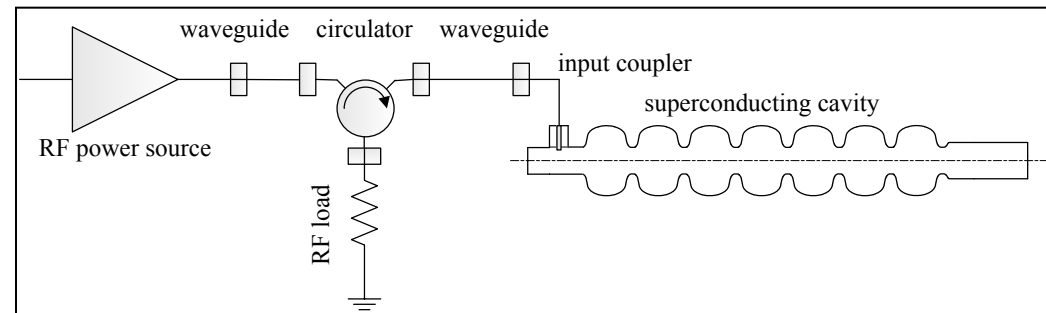 waveguide circulator waveguide
input coupler
superconducting cavity
RF power source
RF load